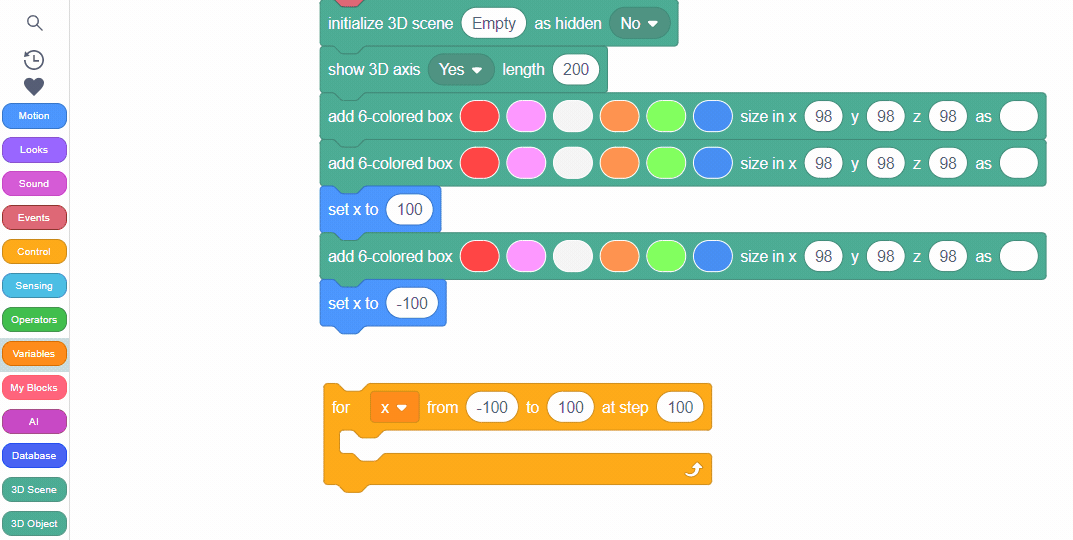 initialize 3D scene Empty as hidden No
show 3D axis Yes length 200
add 6-colored box size in x 98 y 98 z 98 as
add 6-colored box size in x 98 y 98 z 98 as
set x to 100
add 6-colored box size in x 98 y 98 z 98 as
set x to -100
for x from -100 to 100 at step 100
Motion
Looks
Sound
Events
Control
Sensing
Operators
Variables
My Blocks
AI
Database
3D Scene
3D Object